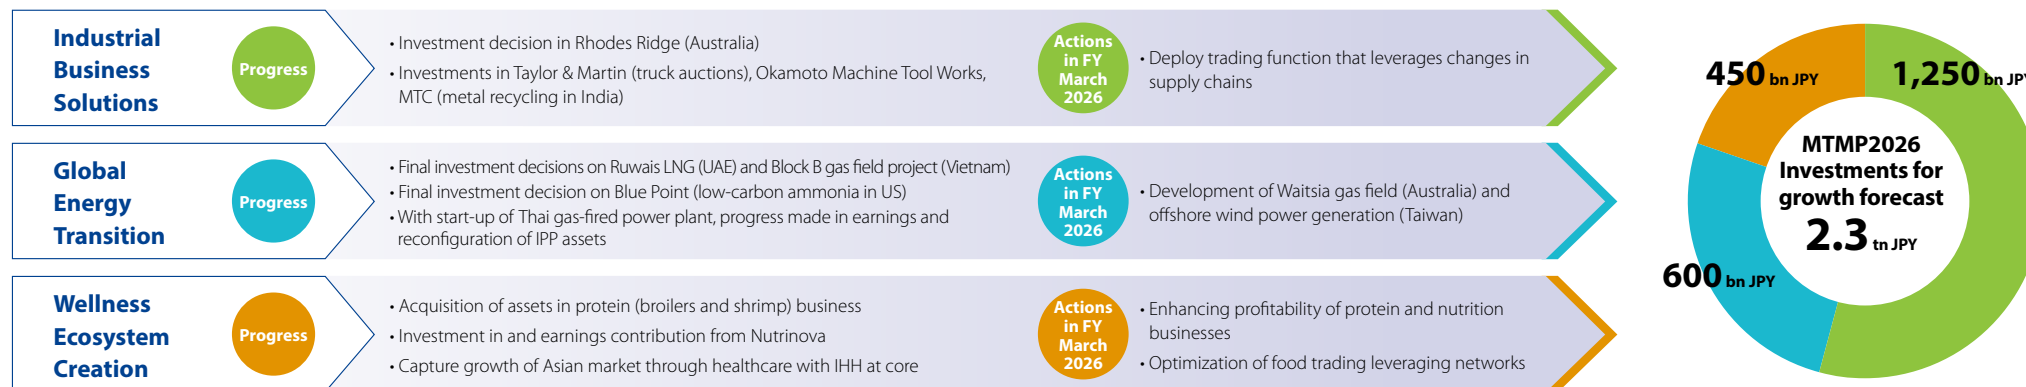 Industrial
Business
Solutions
Progress
• Investment decision in Rhodes Ridge (Australia)
• Investments in Taylor & Martin (truck auctions), Okamoto Machine Tool Works,
MTC (metal recycling in India)
Actions
in FY
March
2026
• Deploy trading function that leverages changes in
supply chains
Global
Energy
Transition
Progress
• Final investment decisions on Ruwais LNG (UAE) and Block B gas field project (Vietnam)
• Final investment decision on Blue Point (low-carbon ammonia in US)
• With start-up of Thai gas-fired power plant, progress made in earnings and
reconfiguration of IPP assets
Actions
in FY
March
2026
• Development of Waitsia gas field (Australia) and
offshore wind power generation (Taiwan)
Wellness
Ecosystem
Creation
Progress
• Acquisition of assets in protein (broilers and shrimp) business
• Investment in and earnings contribution from Nutrinova
• Capture growth of Asian market through healthcare with IHH at core
Actions
in FY
March
2026
• Enhancing profitability of protein and nutrition
businesses
• Optimization of food trading leveraging networks
450 bn JPY
1,250 bn JPY
MTMP2026
Investments for
growth forecast
2.3 tn JPY
600 bn JPY